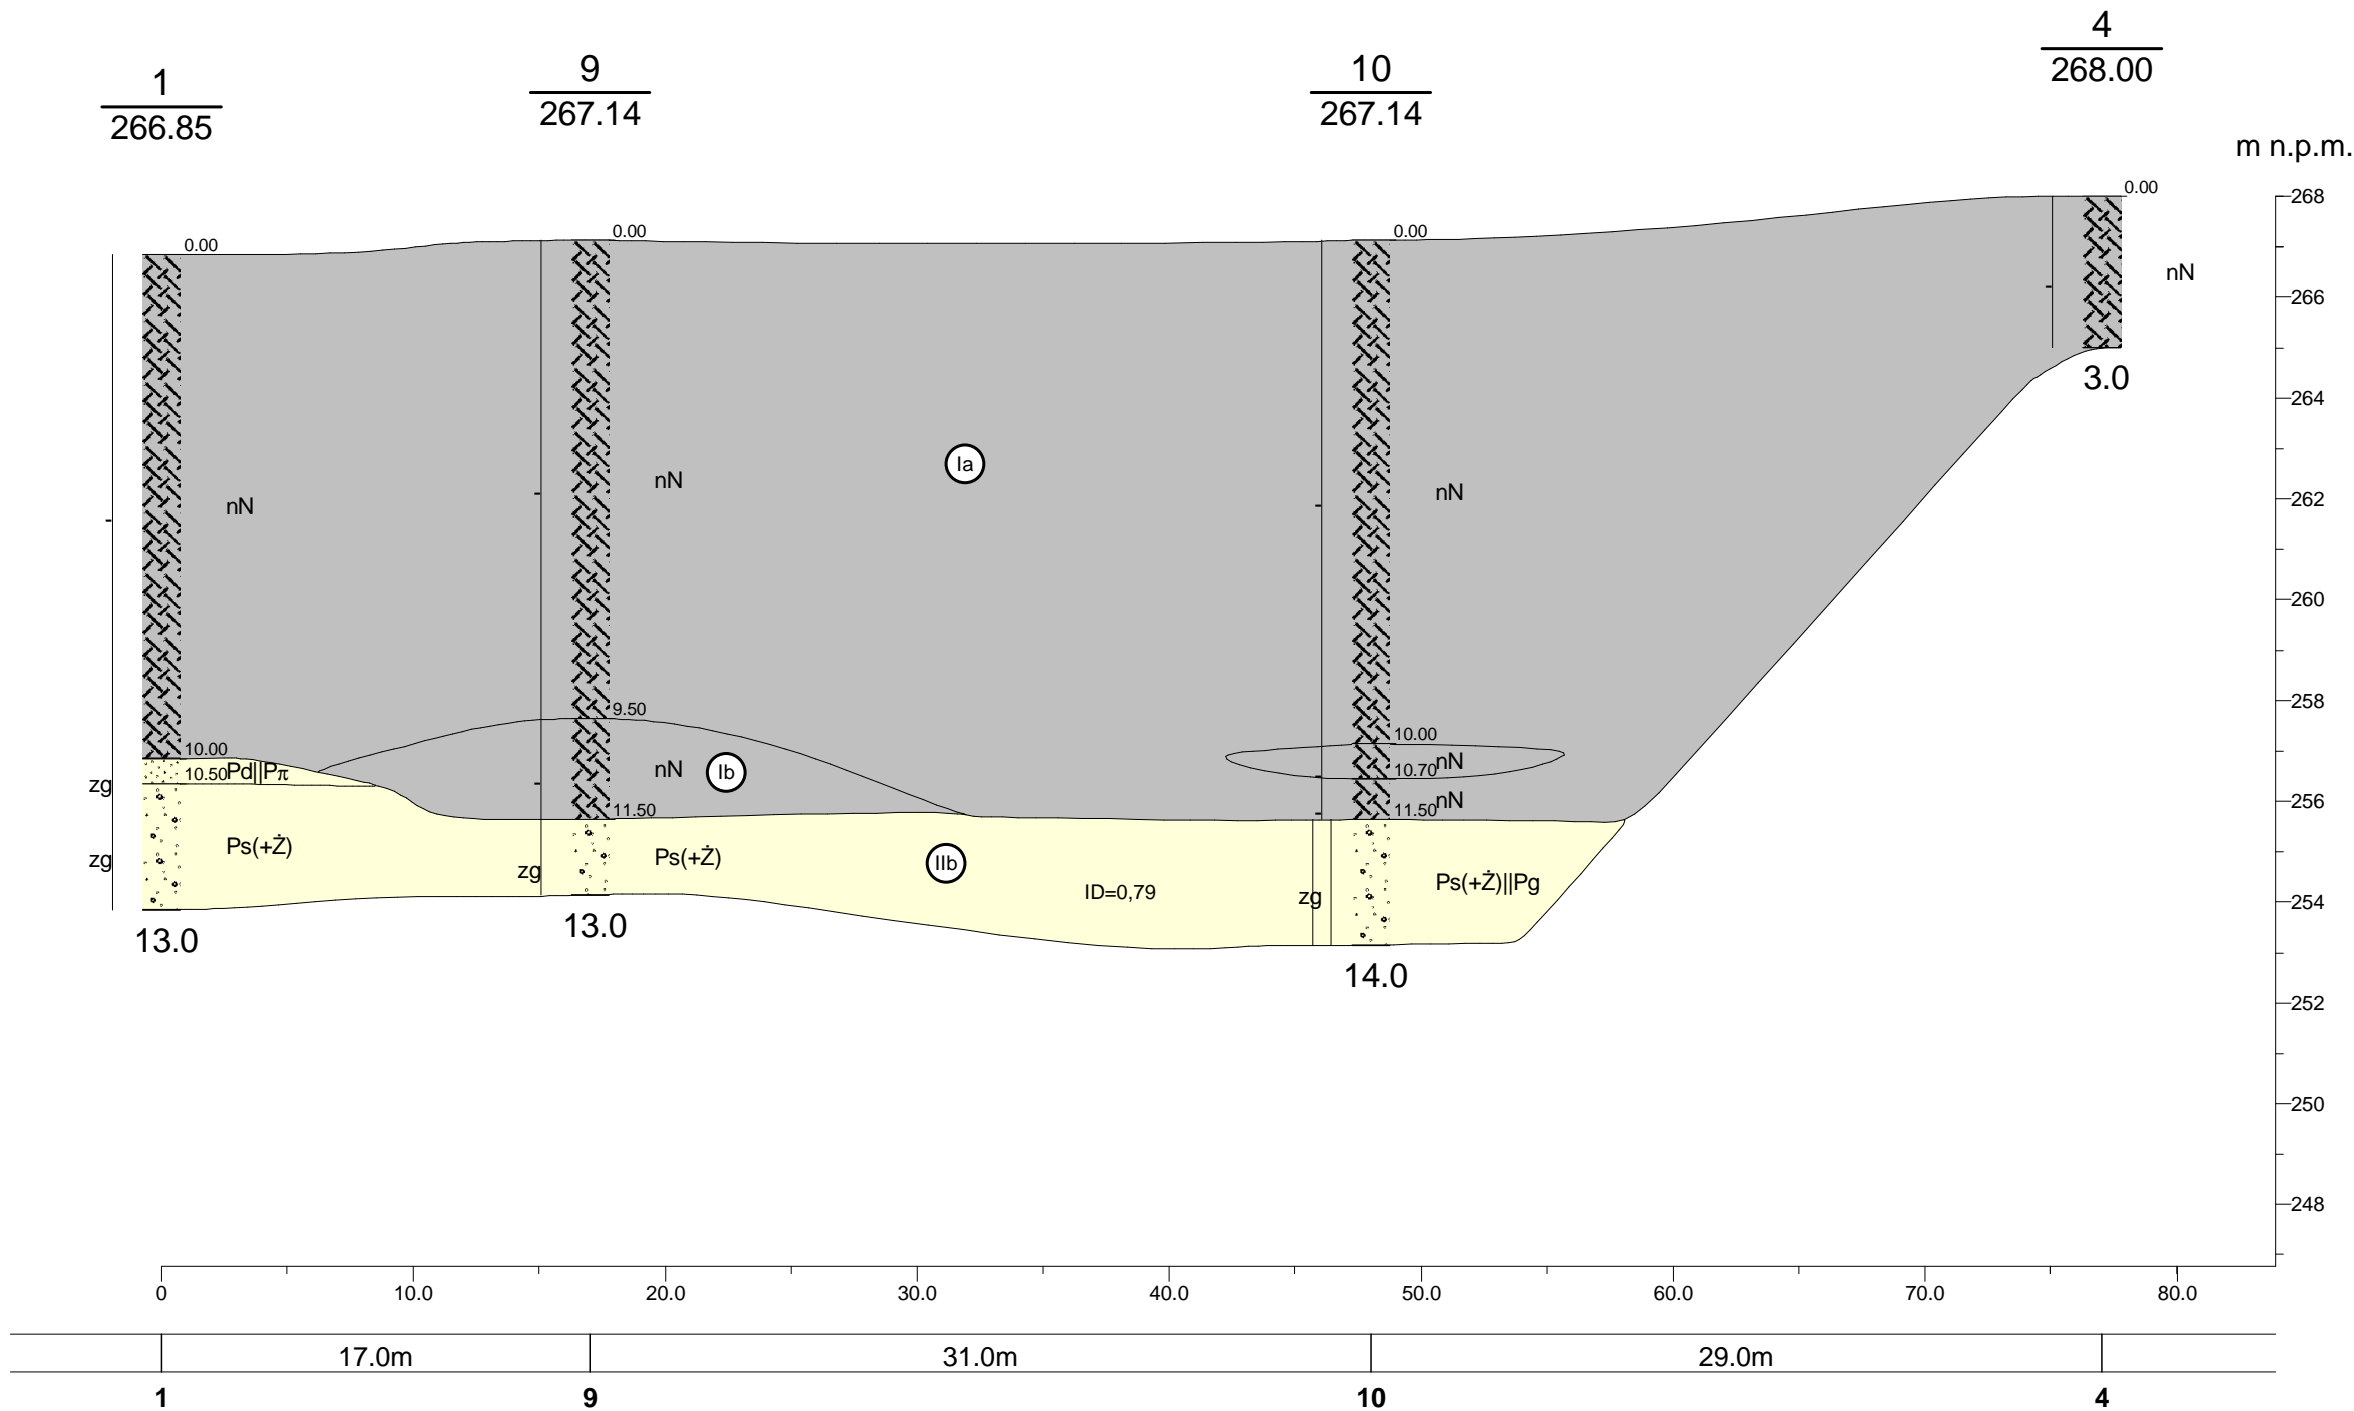 1
266.85
9
267.14
10
267.14
4
268.00
m n.p.m.
0.00
0.00
0.00
0.00
268
266
264
262
260
258
256
254
252
250
248
nN
3.0
Ia
nN
nN
nN
9.50
10.00
10.00
nN
Ib
nN
10.50
Pd||Pπ
10.70
zg
nN
11.50
11.50
Ps(+Ż)
zg
Ps(+Ż)
IIb
zg
ID=0,79
zg
Ps(+Ż)||Pg
13.0
13.0
14.0
0 10.0 20.0 30.0 40.0 50.0 60.0 70.0 80.0
17.0m 31.0m 29.0m
1 9 10 4